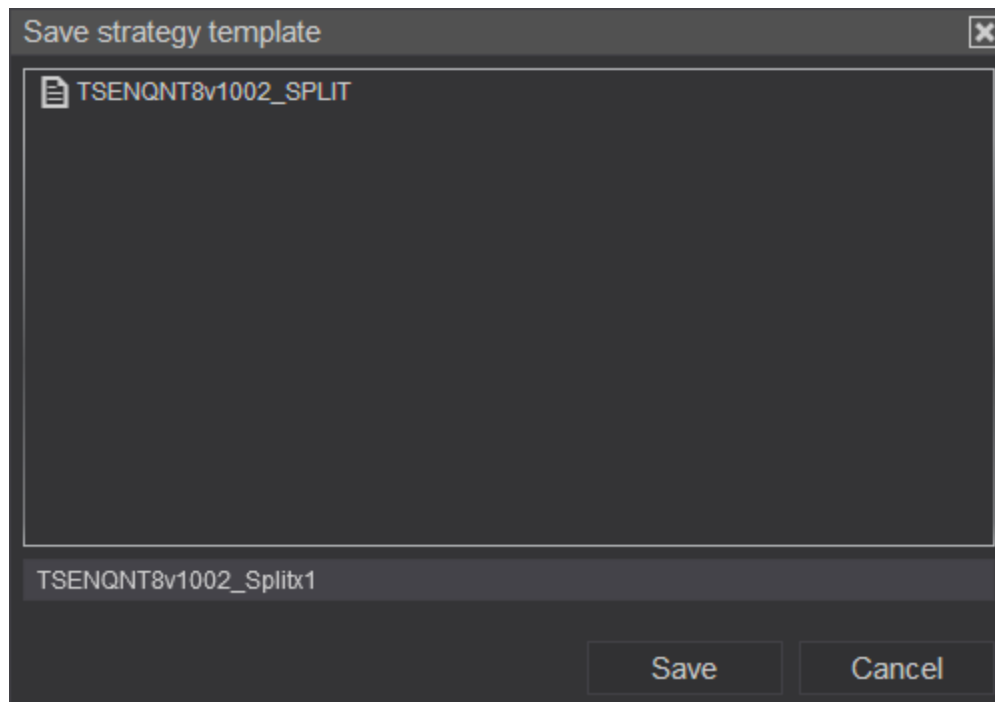 Save strategy template
TSENQNT8v1002_SPLIT
TSENQNT8v1002_Splitx1
Save
Cancel